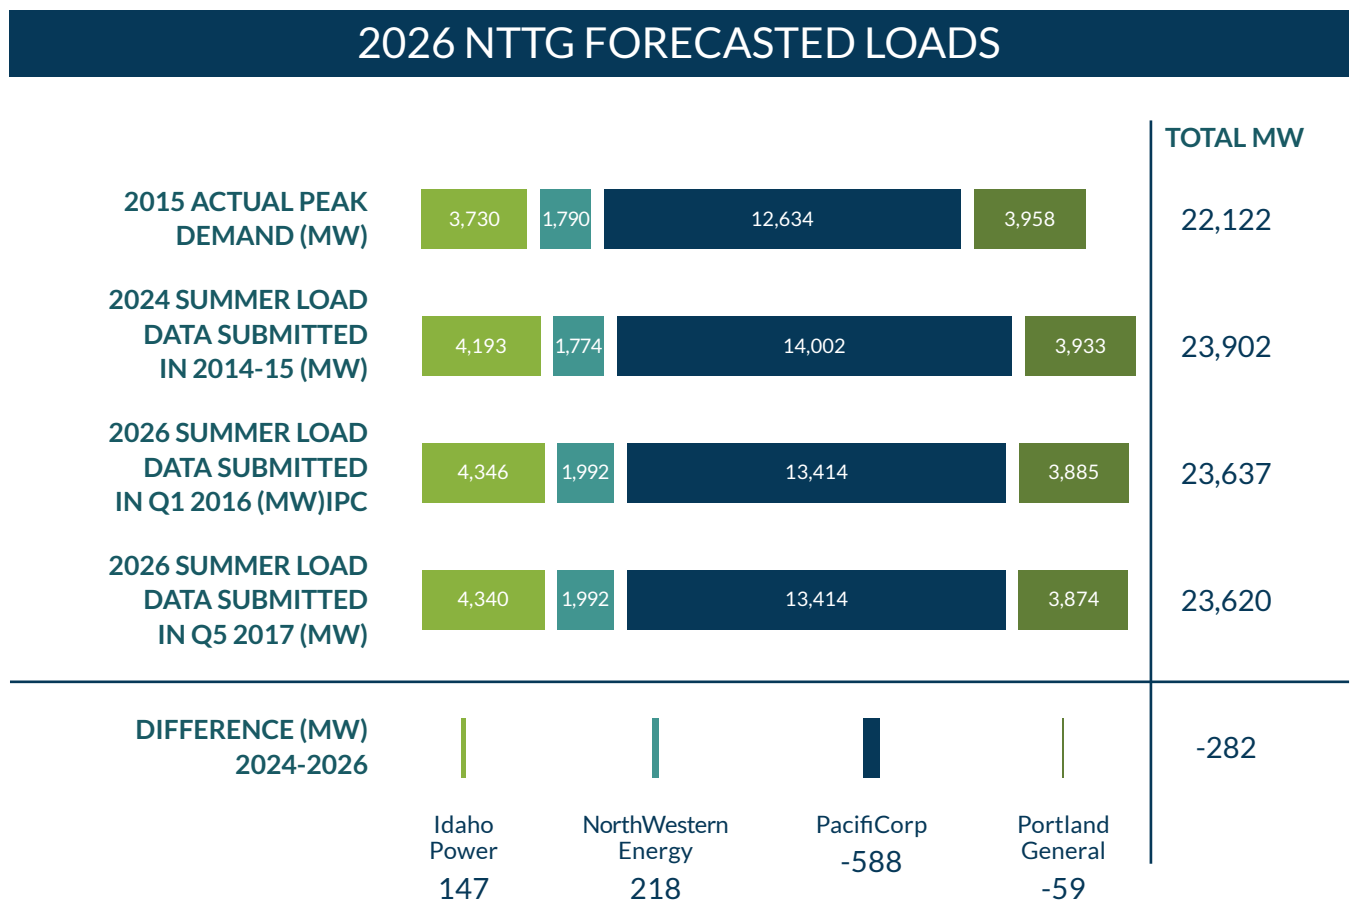 2026 NTTG FORECASTED LOADS
TOTAL MW
2015 ACTUAL PEAK
DEMAND (MW)
3,730
1,790
12,634
3,958
22,122
2024 SUMMER LOAD
DATA SUBMITTED
IN 2014-15 (MW)
4,193
1,774
14,002
3,933
23,902
2026 SUMMER LOAD
DATA SUBMITTED
IN Q1 2016 (MW)IPC
4,346
1,992
13,414
3,885
23,637
2026 SUMMER LOAD
DATA SUBMITTED
IN Q5 2017 (MW)
4,340
1,992
13,414
3,874
23,620
DIFFERENCE (MW)
2024-2026
-282
Idaho
Power
147
NorthWestern
Energy
218
PacifiCorp
-588
Portland
General
-59